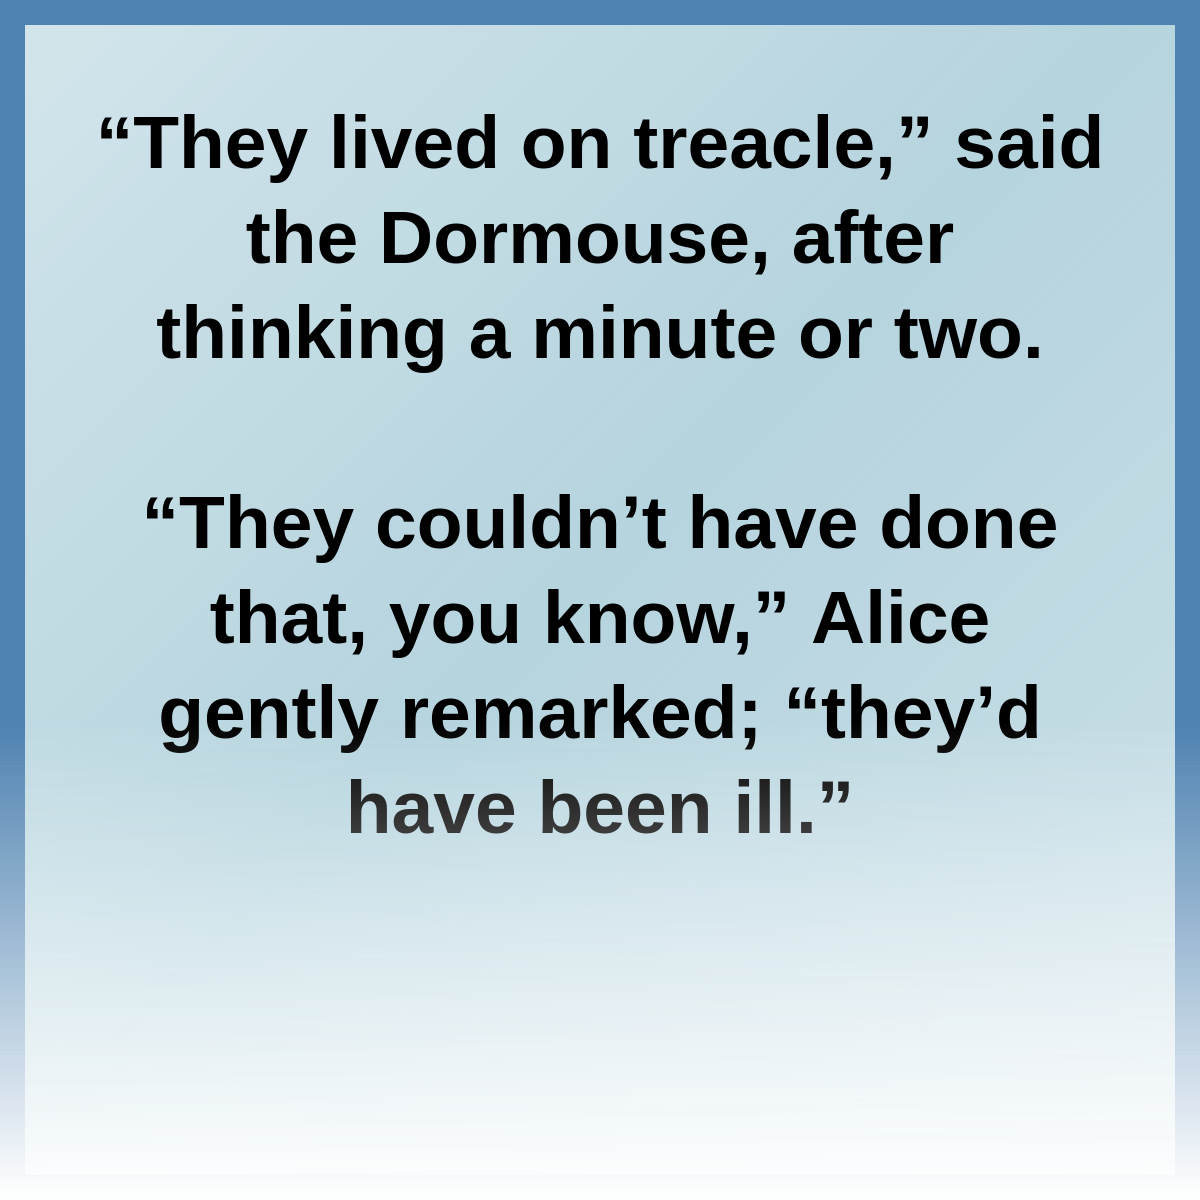 “They lived on treacle,” said
the Dormouse, after
thinking a minute or two.
“They couldn’t have done
that, you know,” Alice
gently remarked; “they’d
have been ill.”